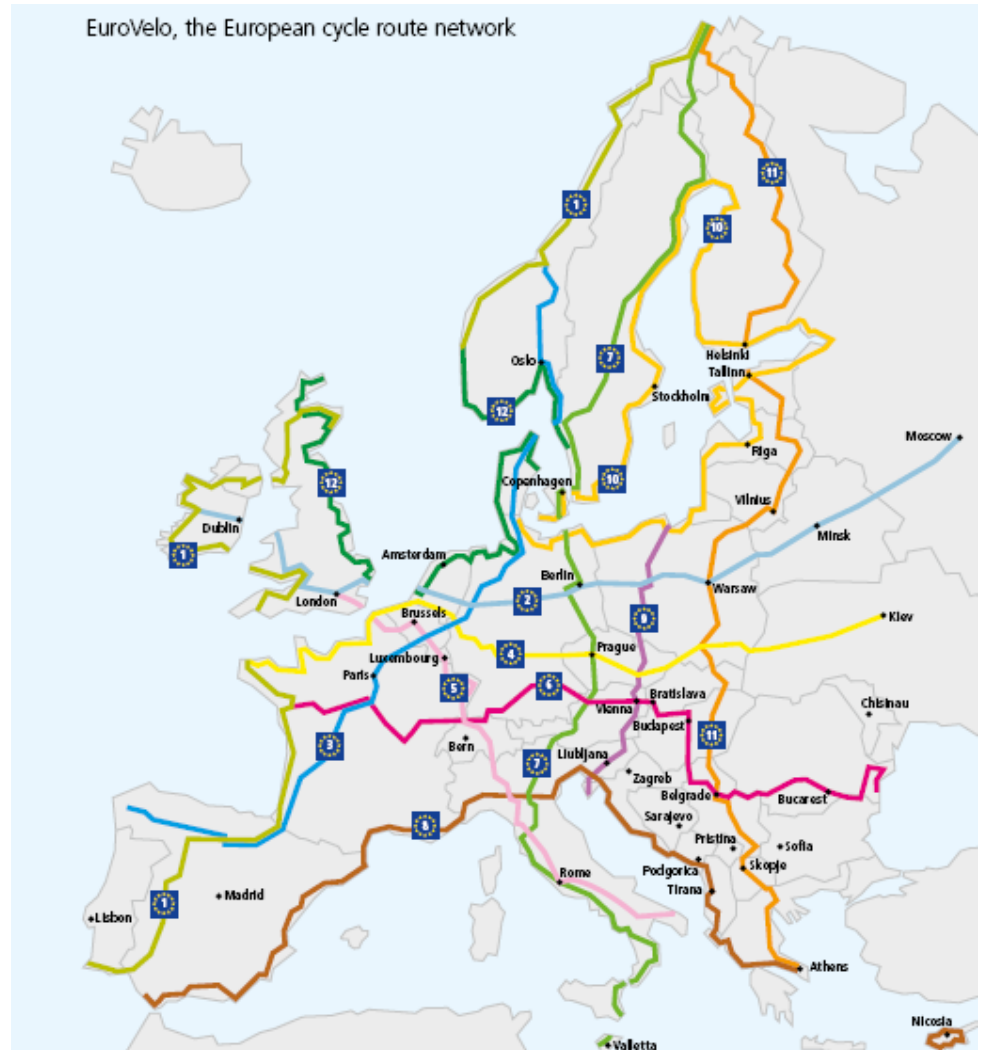 EuroVelo, the European cycle route network
11
1
10
7
Oslo
Helsinki
Tallinn
Stockholm
12
Moscow
Riga
12
10
Copenhagen
Vilnius
Dublin
Minsk
1
Amsterdam
Berlin
Warsaw
London
2
Brussels
9
Kiev
Luxembourg
4
Prague
Paris
5
6
Bratislava
Vienna
Chisinau
Budapest
3
Bern
11
7
Ljubljana
Zagreb
Belgrade
Bucarest
8
Sarajevo
Pristina
Sofia
Podgorica
Skopje
Rome
Tirana
Madrid
1
Lisbon
Athens
Nicosia
Valletta